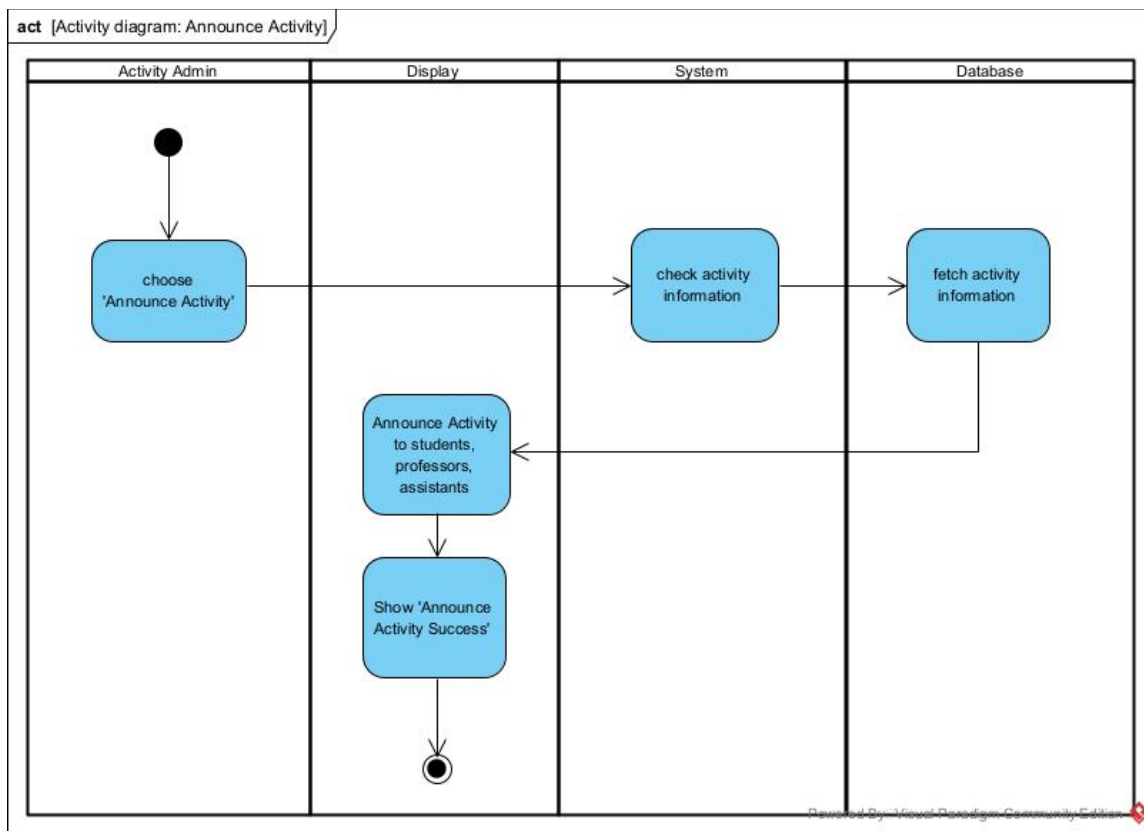 act [Activity diagram: Announce Activity]
Activity Admin
Display
System
Database
choose
'Announce Activity'
check activity
information
fetch activity
information
Announce Activity
to students,
professors,
assistants
Show 'Announce
Activity Success'
Powered By: Visual Paradigm Community Edition